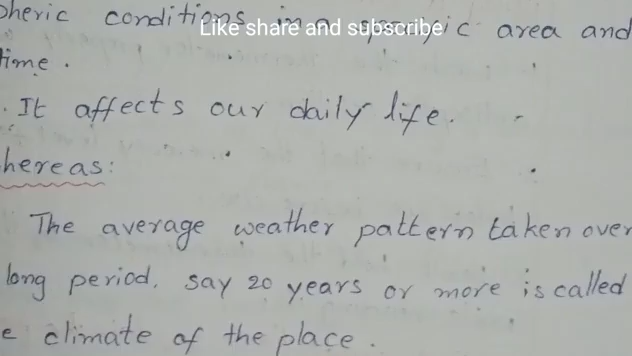 pheric conditions in a specific area and
Like share and subscribe
time.
. It affects our daily life.
hereas:
The average weather pattern taken over
long period. say 20 years or more is called
e climate of the place.